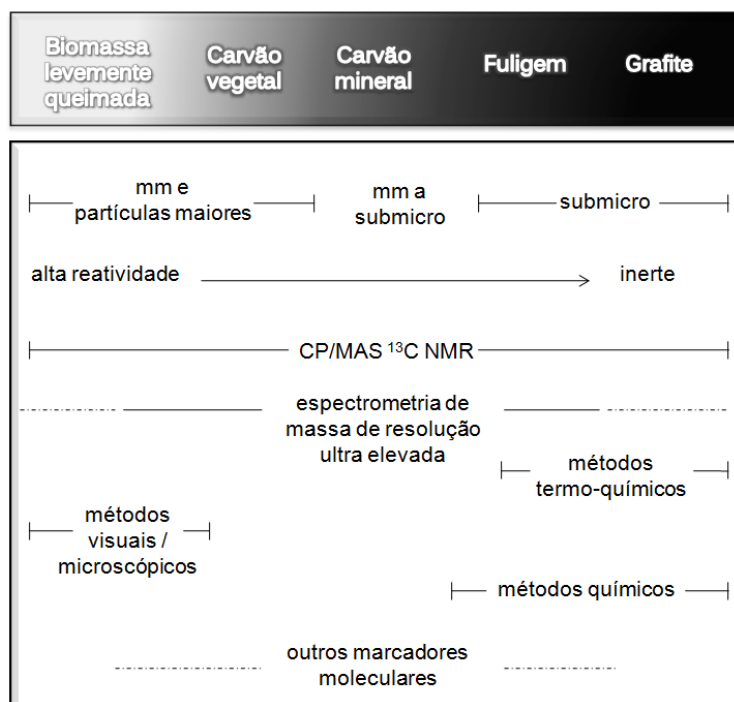 Biomassa
levemente
queimada
Carvão
vegetal
Carvão
mineral
Fuligem
Grafite
mm e
partículas maiores
mm a
submicro
submicro
alta reatividade
inerte
CP/MAS ¹³C NMR
espectrometria de
massa de resolução
ultra elevada
métodos
termo-químicos
métodos
visuais /
microscópicos
métodos químicos
outros marcadores
moleculares